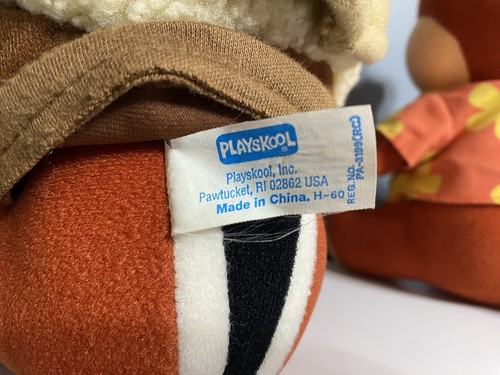 PLAYSKOOL®
Playskool, Inc.
Pawtucket, RI 02862 USA
Made in China. H-60
REG. NO.
PA-3199(RC)